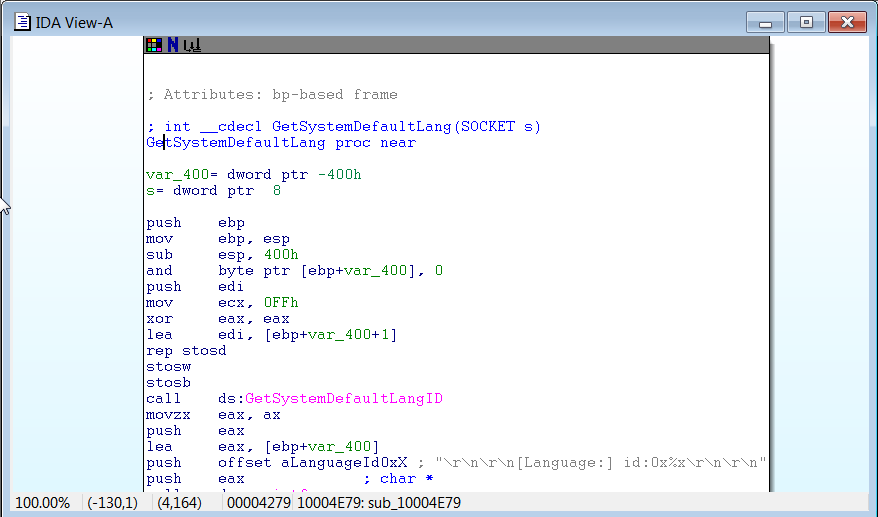 IDA View-A
; Attributes: bp-based frame
; int __cdecl GetSystemDefaultLang(SOCKET s)
GetSystemDefaultLang proc near
var_400= dword ptr -400h
s= dword ptr  8
push    ebp
mov     ebp, esp
sub     esp, 400h
and     byte ptr [ebp+var_400], 0
push    edi
mov     ecx, 0FFh
xor     eax, eax
lea     edi, [ebp+var_400+1]
rep stosd
stosw
stosb
call    ds:GetSystemDefaultLangID
movzx   eax, ax
push    eax
lea     eax, [ebp+var_400]
push    offset aLanguageId0xX ; "\r\n\r\n[Language:] id:0x%x\r\n\r\n"
push    eax             ; char *
100.00% (-130,1) (4,164) 00004279 10004E79: sub_10004E79